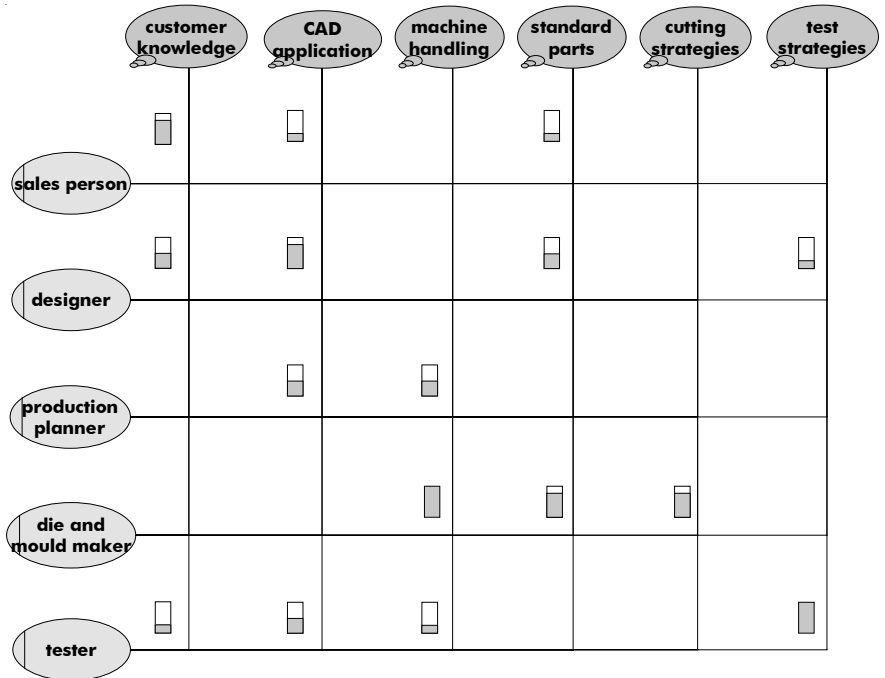 customer
knowledge
CAD
application
machine
handling
standard
parts
cutting
strategies
test
strategies
sales person
designer
production
planner
die and
mould maker
tester